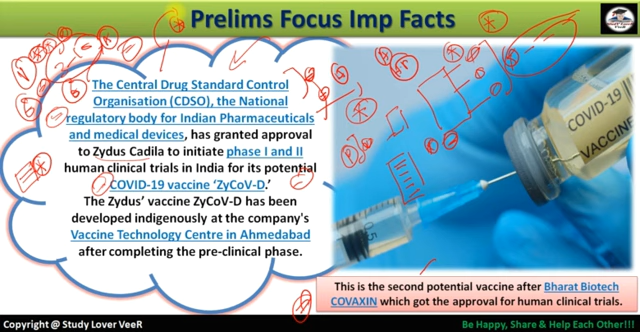 Prelims Focus Imp Facts
The Central Drug Standard Control
Organisation (CDSO), the National
regulatory body for Indian Pharmaceuticals
and medical devices, has granted approval
to Zydus Cadila to initiate phase I and II
human clinical trials in India for its potential
COVID-19 vaccine ‘ZyCoV-D.’
The Zydus’ vaccine ZyCoV-D has been
developed indigenously at the company's
Vaccine Technology Centre in Ahmedabad
after completing the pre-clinical phase.
COVID-19
VACCINE
0.5
This is the second potential vaccine after Bharat Biotech
COVAXIN which got the approval for human clinical trials.
Copyright @ Study Lover VeeR
Be Happy, Share & Help Each Other!!!